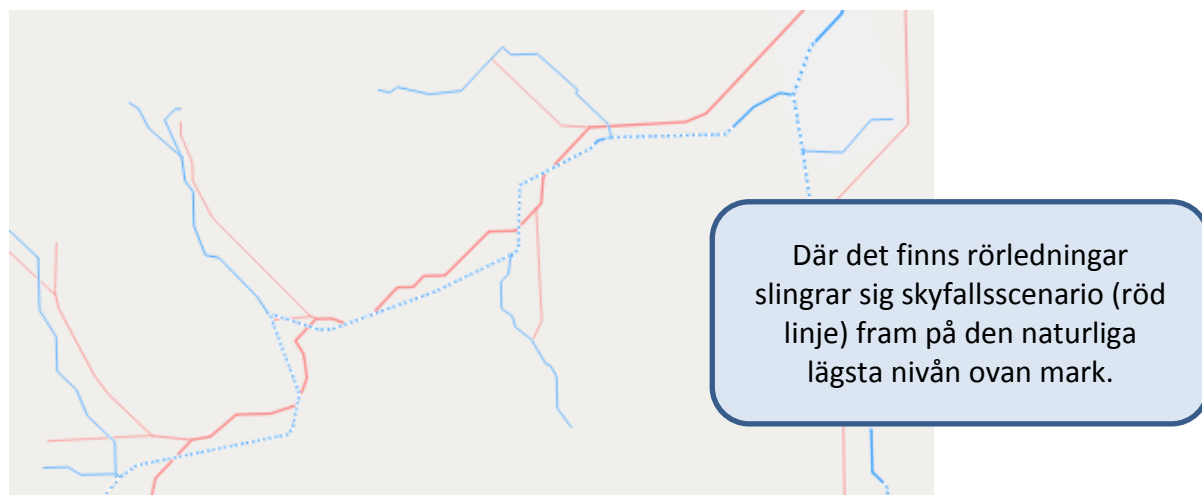 Där det finns rörledningar
slingrar sig skyfallsscenario (röd
linje) fram på den naturliga
lägsta nivån ovan mark.